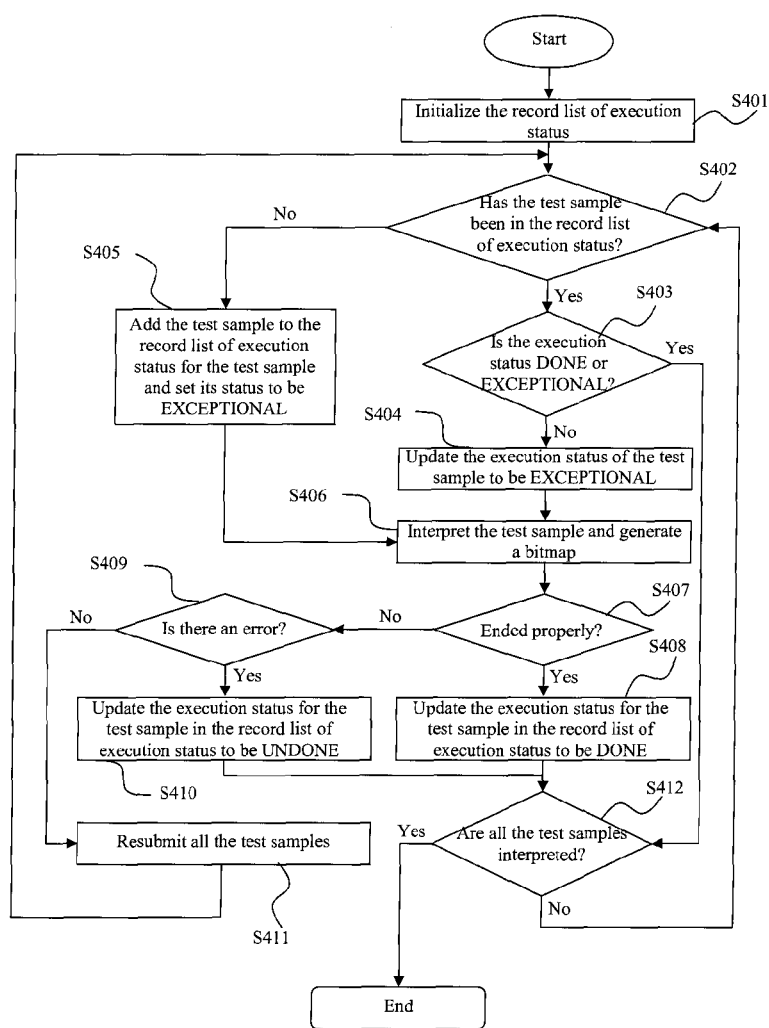 Start
S401
Initialize the record list of execution
status
S402
Has the test sample
been in the record list
of execution status?
No
Yes
S405
Add the test sample to the
record list of execution
status for the test sample
and set its status to be
EXCEPTIONAL
S403
Is the execution
status DONE or
EXCEPTIONAL?
Yes
No
S404
Update the execution status of the test
sample to be EXCEPTIONAL
S406
Interpret the test sample and generate
a bitmap
S409
S407
No
Is there an error?
No
Ended properly?
Yes
Yes
S408
Update the execution status for the
test sample in the record list of
execution status to be UNDONE
Update the execution status for the
test sample in the record list of
execution status to be DONE
S410
S412
Resubmit all the test samples
Yes
Are all the test samples
interpreted?
No
S411
End